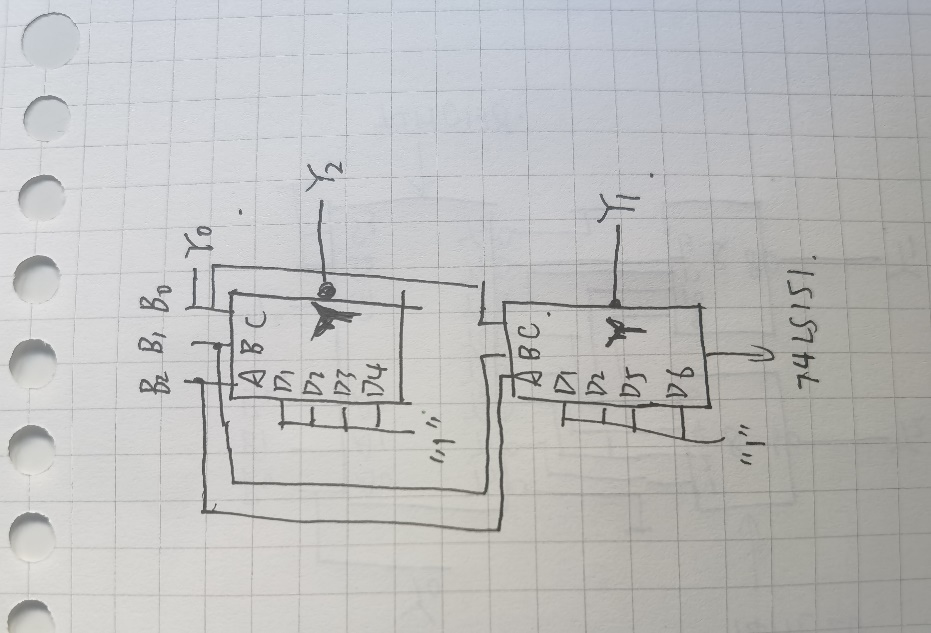 Y2
Y0
B0
B1
B2
A B C
D1
D2
D3
D4
"1"
Y1
A B C
D1
D2
D5
D6
"1"
74LS151.